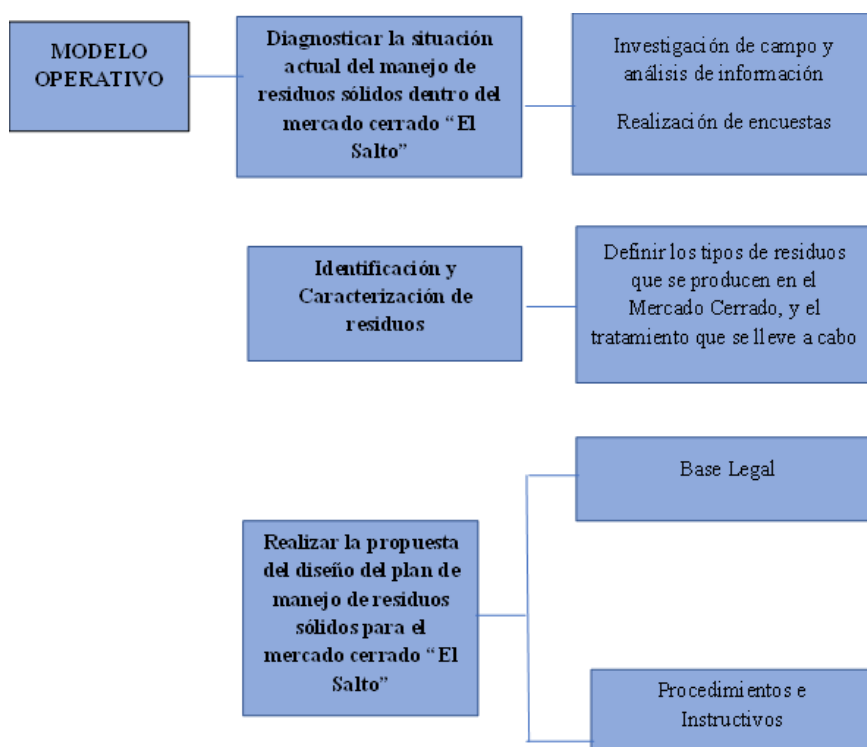 MODELO
OPERATIVO
Diagnosticar la situación
actual del manejo de
residuos sólidos dentro del
mercado cerrado “El
Salto”
Investigación de campo y
análisis de información
Realización de encuestas
Identificación y
Caracterización de
residuos
Definir los tipos de residuos
que se producen en el
Mercado Cerrado, y el
tratamiento que se lleve a cabo
Realizar la propuesta
del diseño del plan de
manejo de residuos
sólidos para el
mercado cerrado “El
Salto”
Base Legal
Procedimientos e
Instructivos